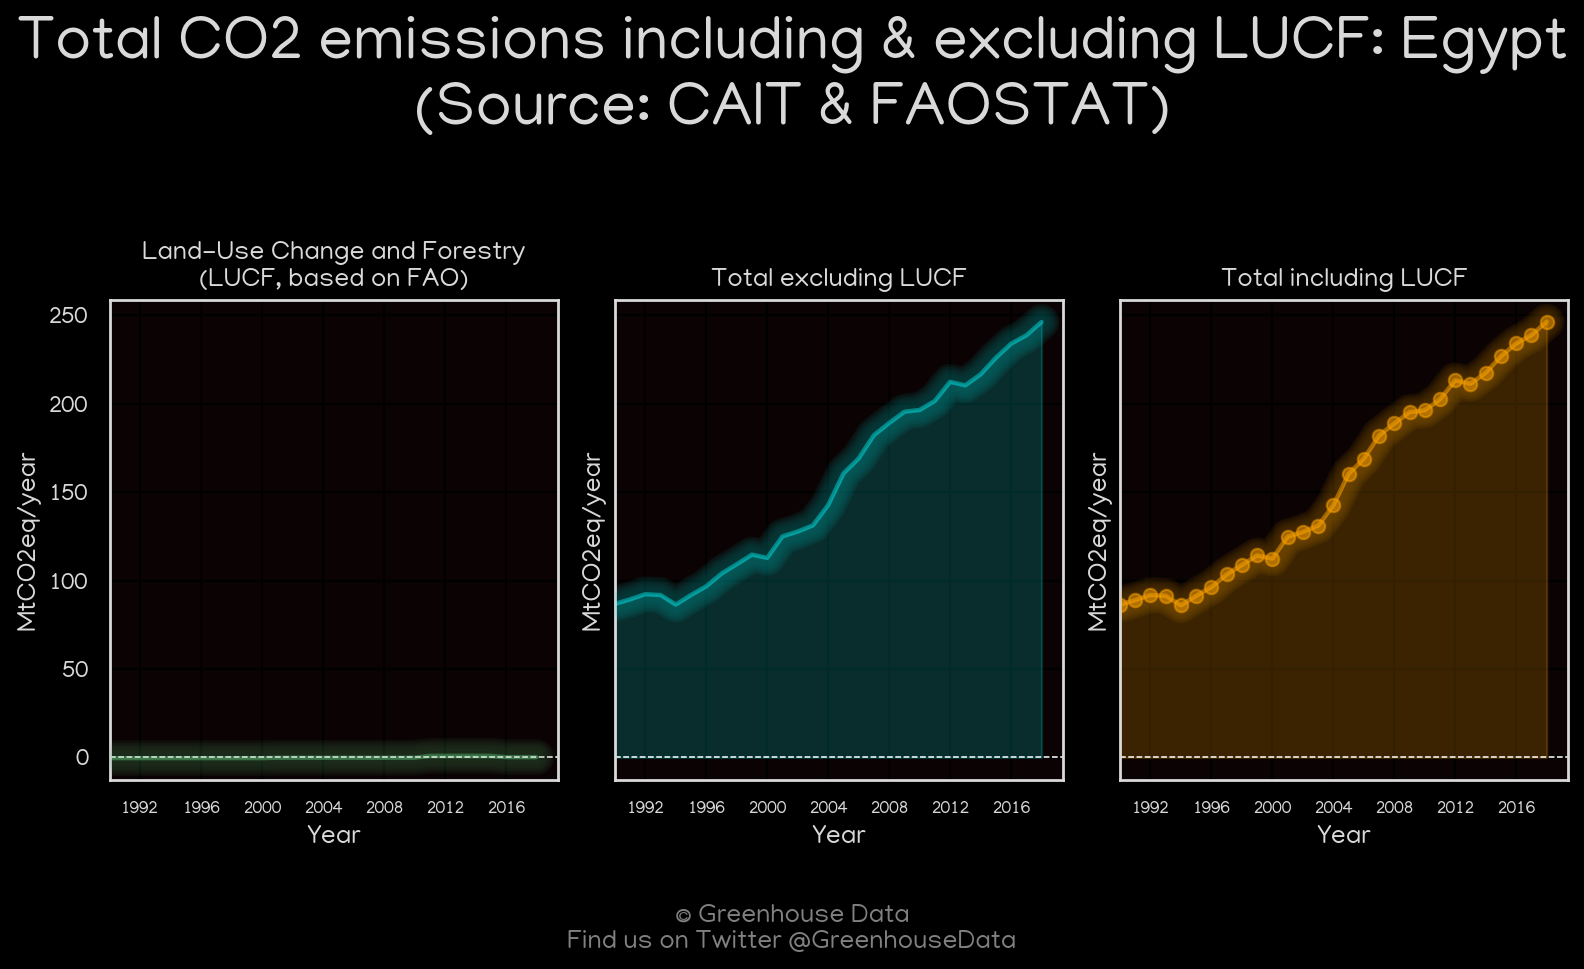 Total CO2 emissions including & excluding LUCF: Egypt
(Source: CAIT & FAOSTAT)
Land-Use Change and Forestry
(LUCF, based on FAO)
Total excluding LUCF
Total including LUCF
250
200
150
100
50
0
MtCO2eq/year
MtCO2eq/year
MtCO2eq/year
1992 1996 2000 2004 2008 2012 2016
1992 1996 2000 2004 2008 2012 2016
1992 1996 2000 2004 2008 2012 2016
Year
Year
Year
© Greenhouse Data
Find us on Twitter @GreenhouseData